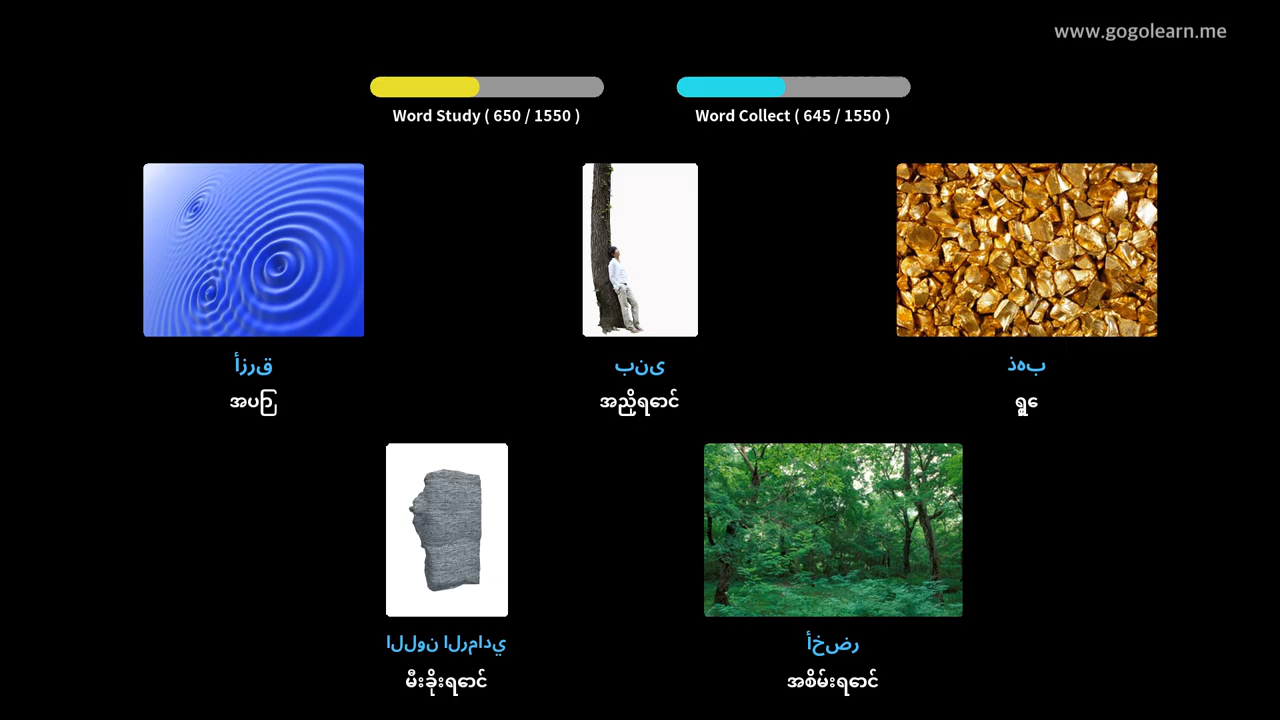 www.gogolearn.me
Word Study ( 650 / 1550 )
Word Collect ( 645 / 1550 )
أزرق
بنى
ذهب
အပြာ
အညိုရောင်
ရွှေ
اللون الرمادي
أخضر
မီးခိုးရောင်
အစိမ်းရောင်